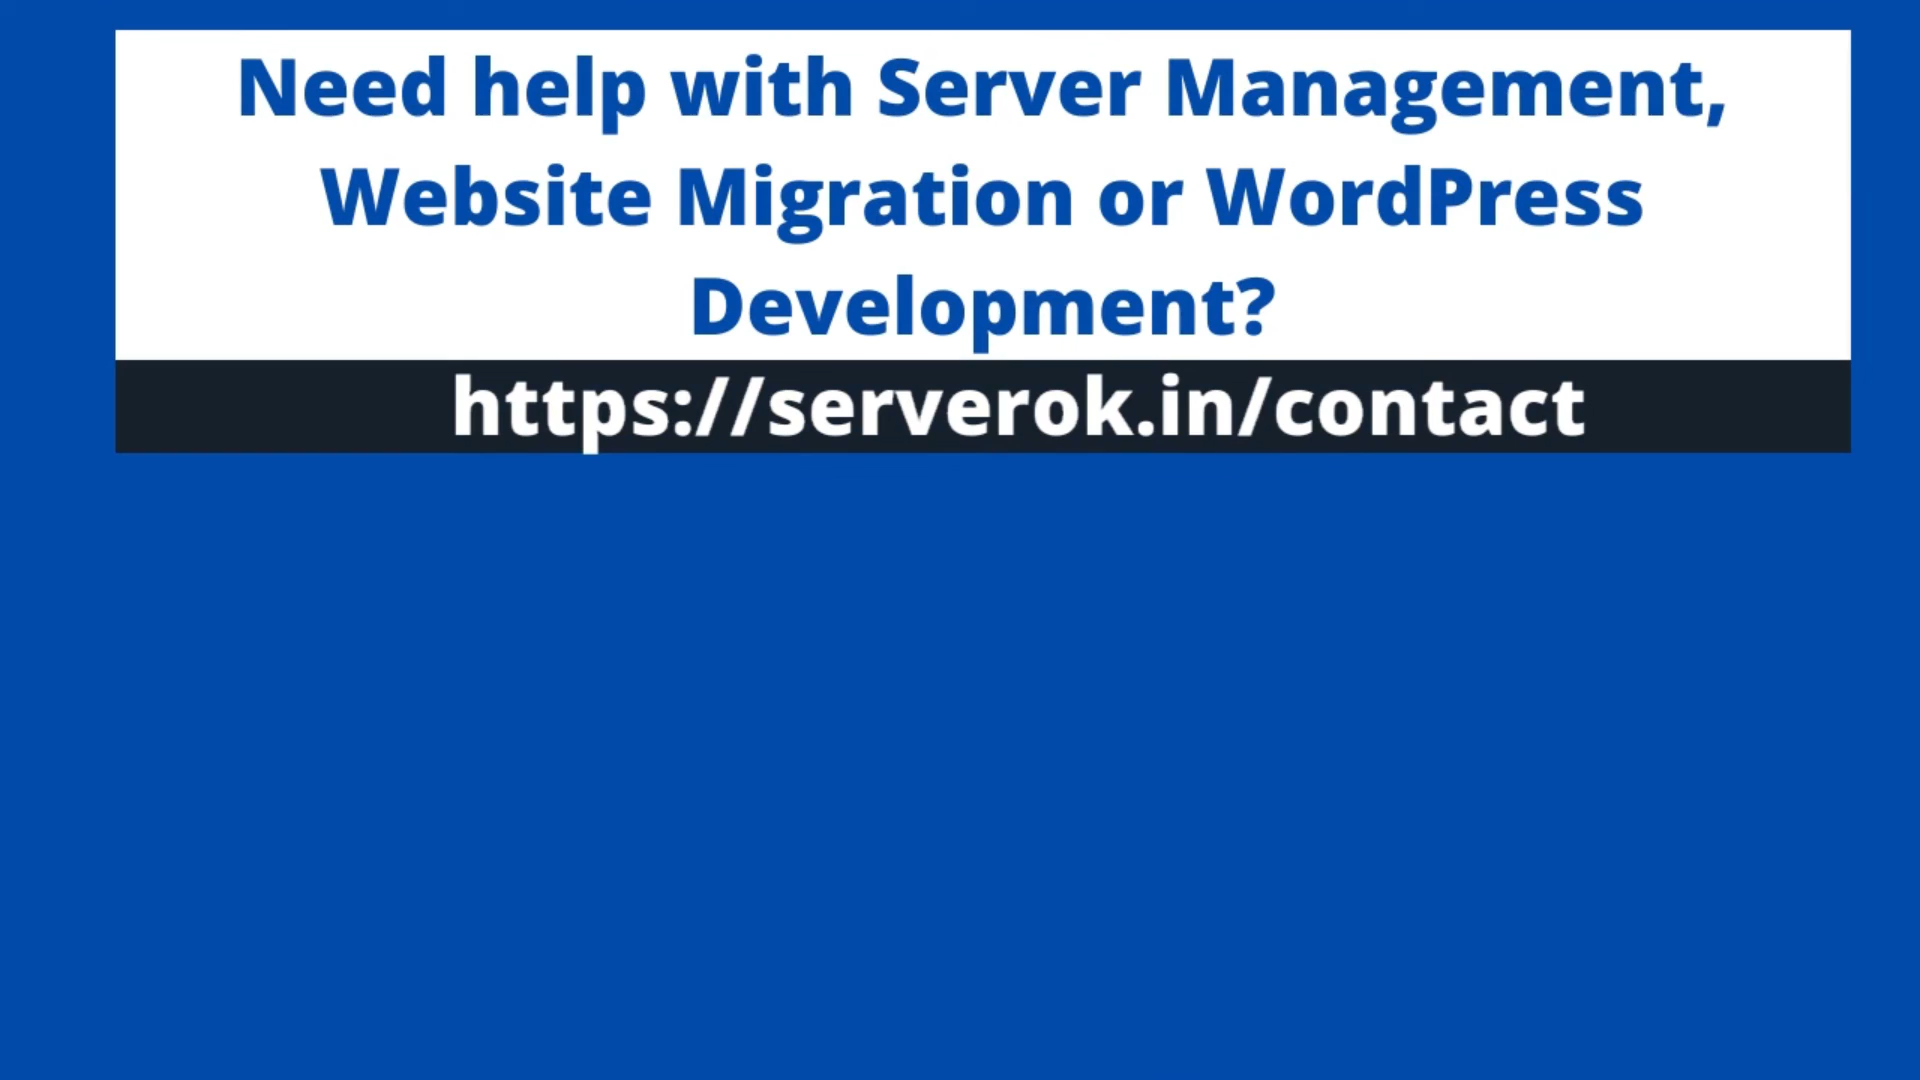 Need help with Server Management,
Website Migration or WordPress
Development?
https://serverok.in/contact